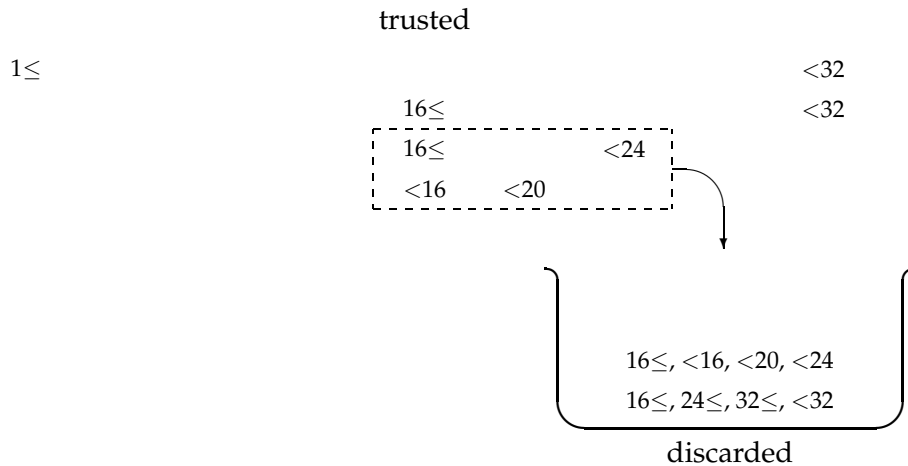 trusted
1≤ <32
16≤ <32
16≤ <24
<16 <20
16≤, <16, <20, <24
16≤, 24≤, 32≤, <32
discarded